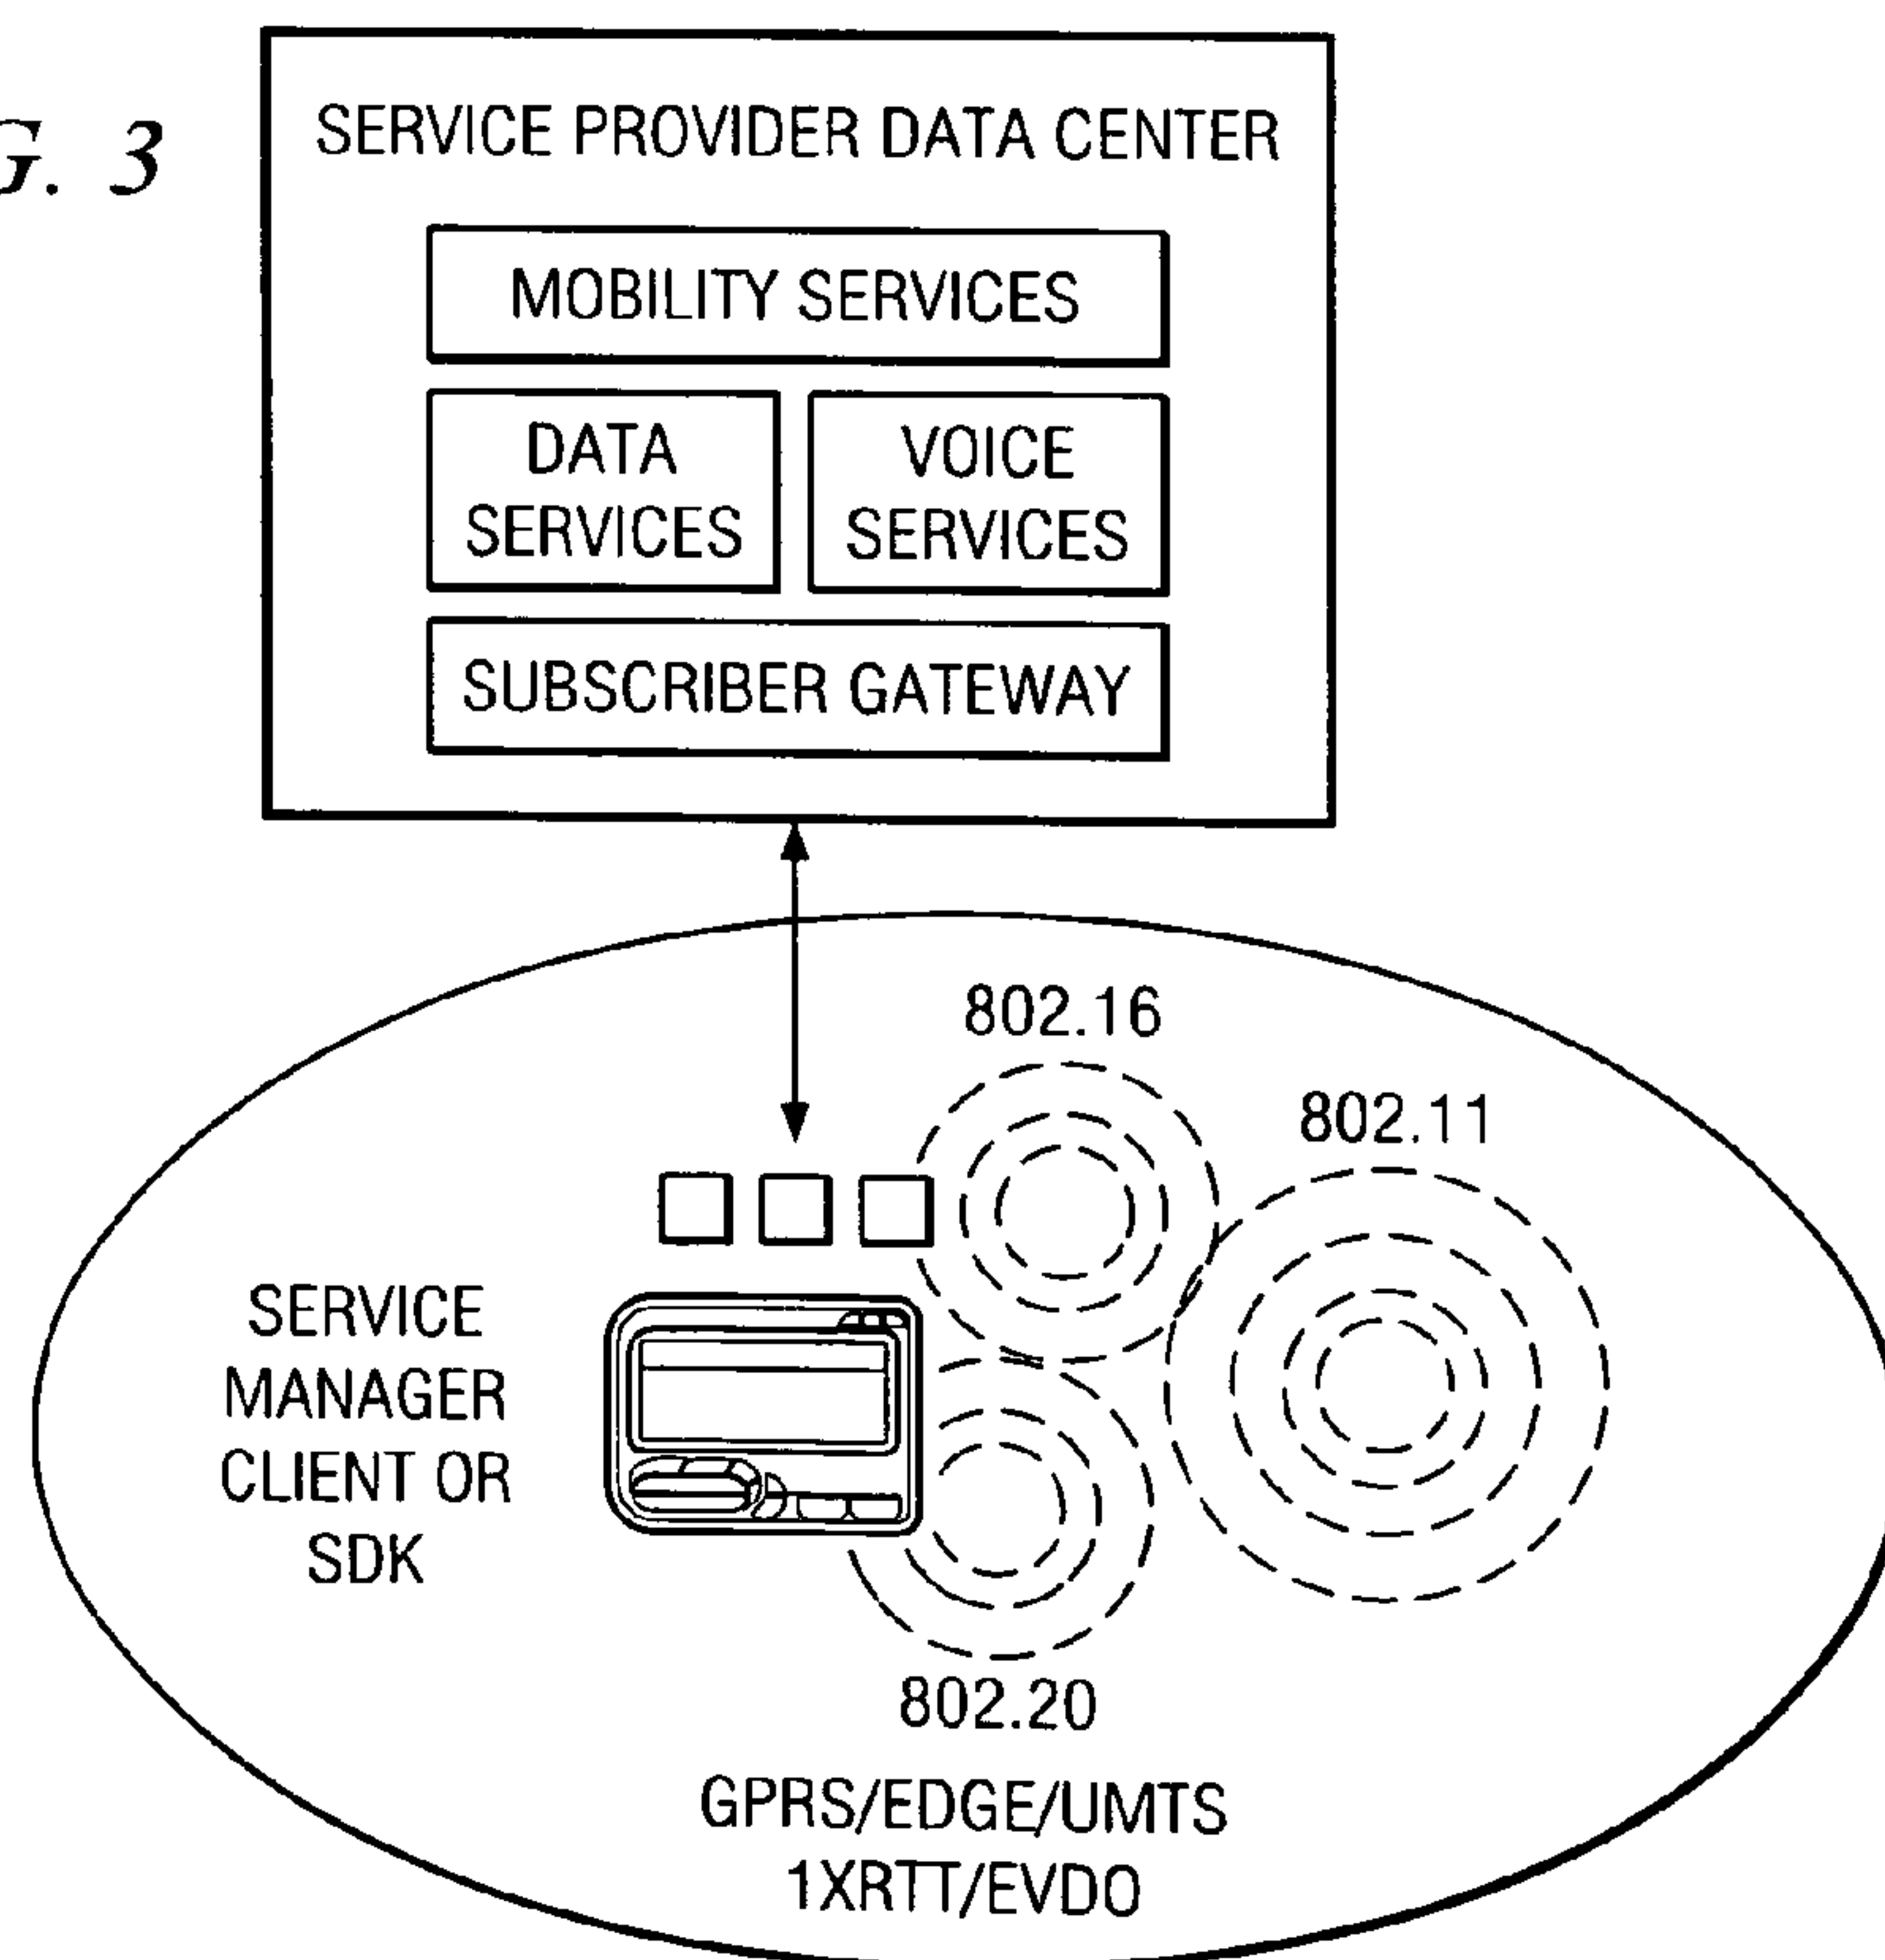 G. 3
SERVICE PROVIDER DATA CENTER
MOBILITY SERVICES
DATA
SERVICES
VOICE
SERVICES
SUBSCRIBER GATEWAY
802.16
802.11
SERVICE
MANAGER
CLIENT OR
SDK
802.20
GPRS/EDGE/UMTS
1XRTT/EVDO